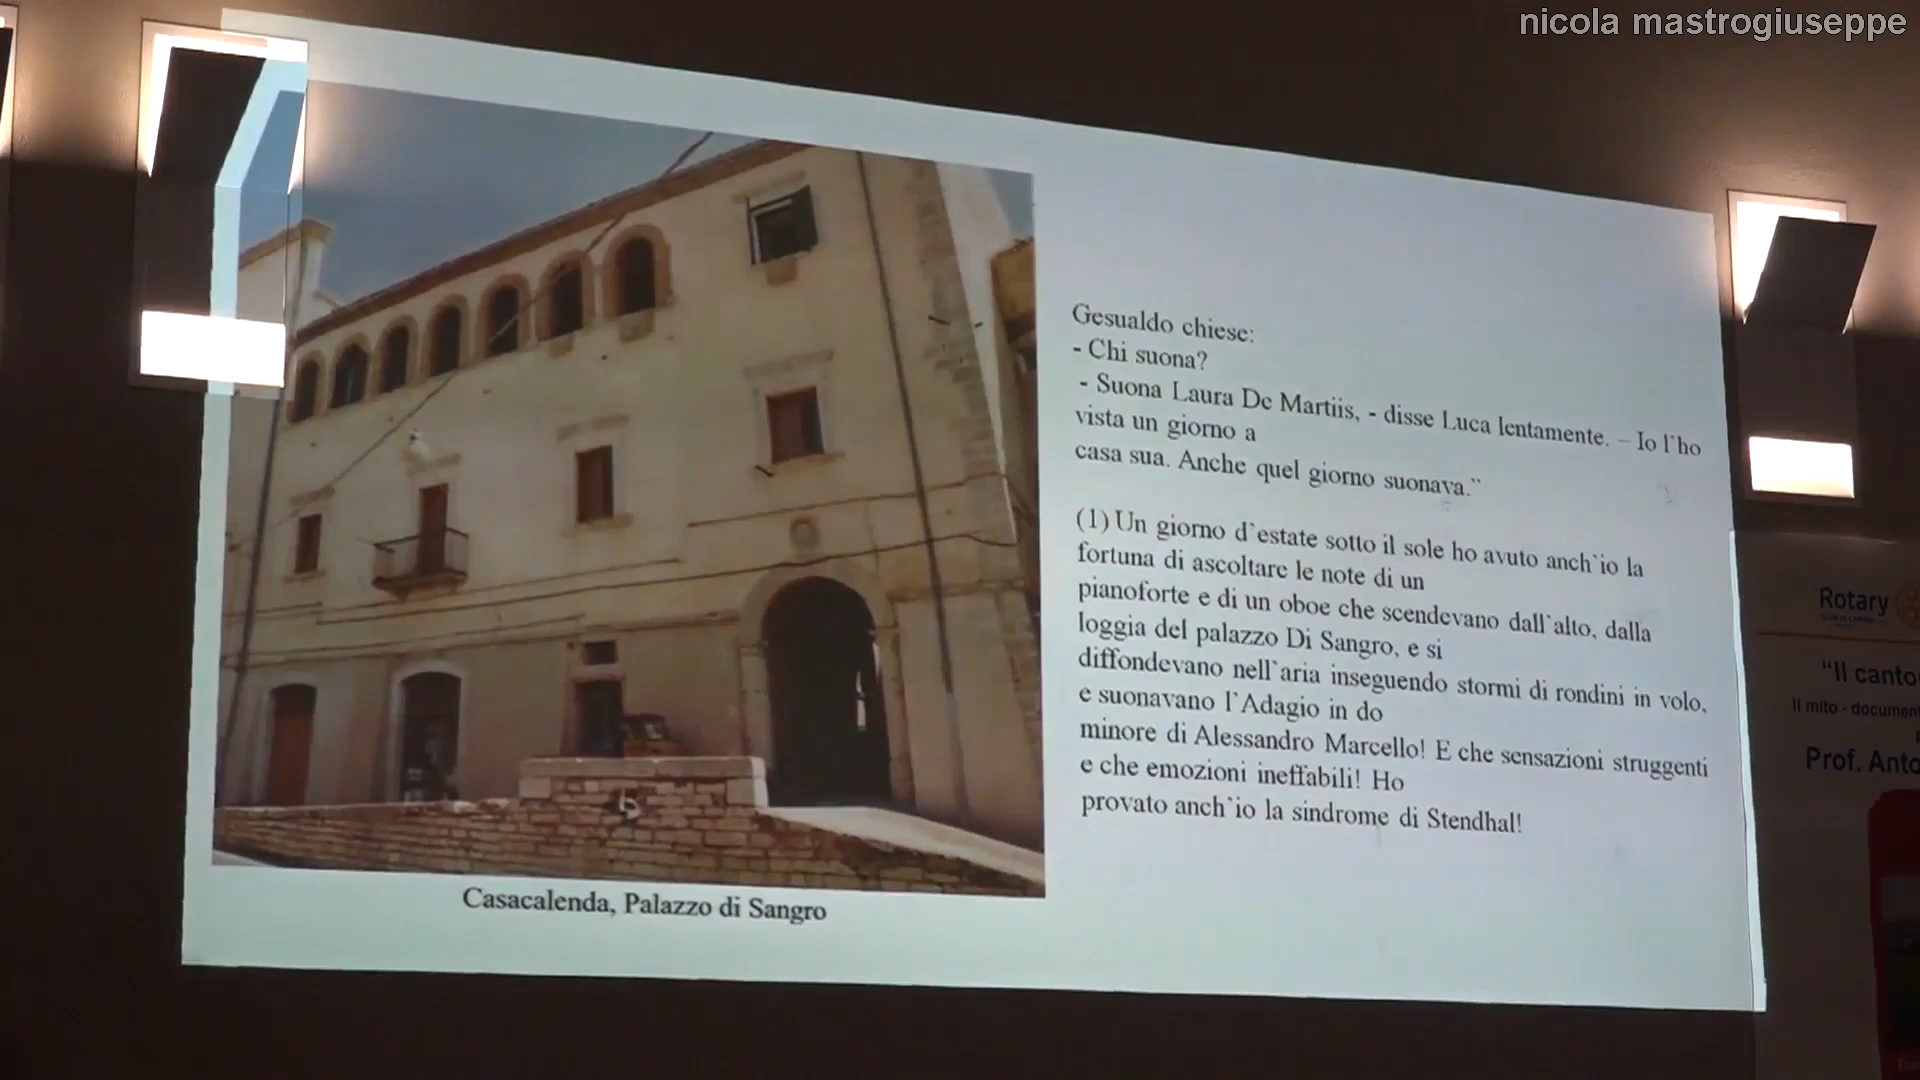 nicola mastrogiuseppe
Gesualdo chiese:
- Chi suona?
- Suona Laura De Martiis, - disse Luca lentamente. – Io l`ho
vista un giorno a
casa sua. Anche quel giorno suonava.”
(1) Un giorno d`estate sotto il sole ho avuto anch`io la
fortuna di ascoltare le note di un
pianoforte e di un oboe che scendevano dall`alto, dalla
loggia del palazzo Di Sangro, e si
diffondevano nell`aria inseguendo stormi di rondini in volo,
e suonavano l`Adagio in do
minore di Alessandro Marcello! E che sensazioni struggenti
e che emozioni ineffabili! Ho
provato anch`io la sindrome di Stendhal!
Casacalenda, Palazzo di Sangro
Rotary
“Il canto
Il mito - document
Prof. Anto